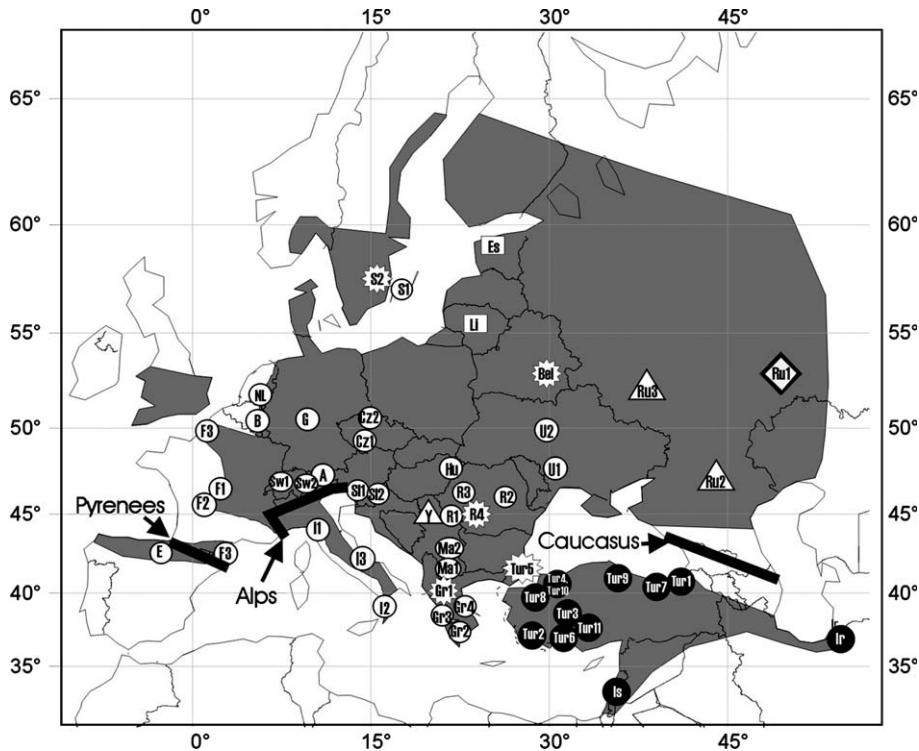 0° 15° 30° 45°
65° 65°
60° 60°
Es
S2 S1
LI
55° 55°
Bel Ru1
Ru3
NL
B G Cz2
50° 50°
F3 Cz1 U2
A Hu U1
Sw1 Sw2 Ru2
F1 Sl1 Sl2 R3 R2
F2
Pyrenees
45° Y R1 R4 45°
I1
Caucasus
E F3 I3 Ma2
Ma1 Tur5
Alps
40° Gr1 Tur4, Tur9 Tur7 Tur1 40°
Tur10
Tur8
I2 Gr4
Gr3 Tur3
Gr2 Tur2 Tur6 Tur11
Ir
Ir
35° 35°
Is
0° 15° 30° 45°